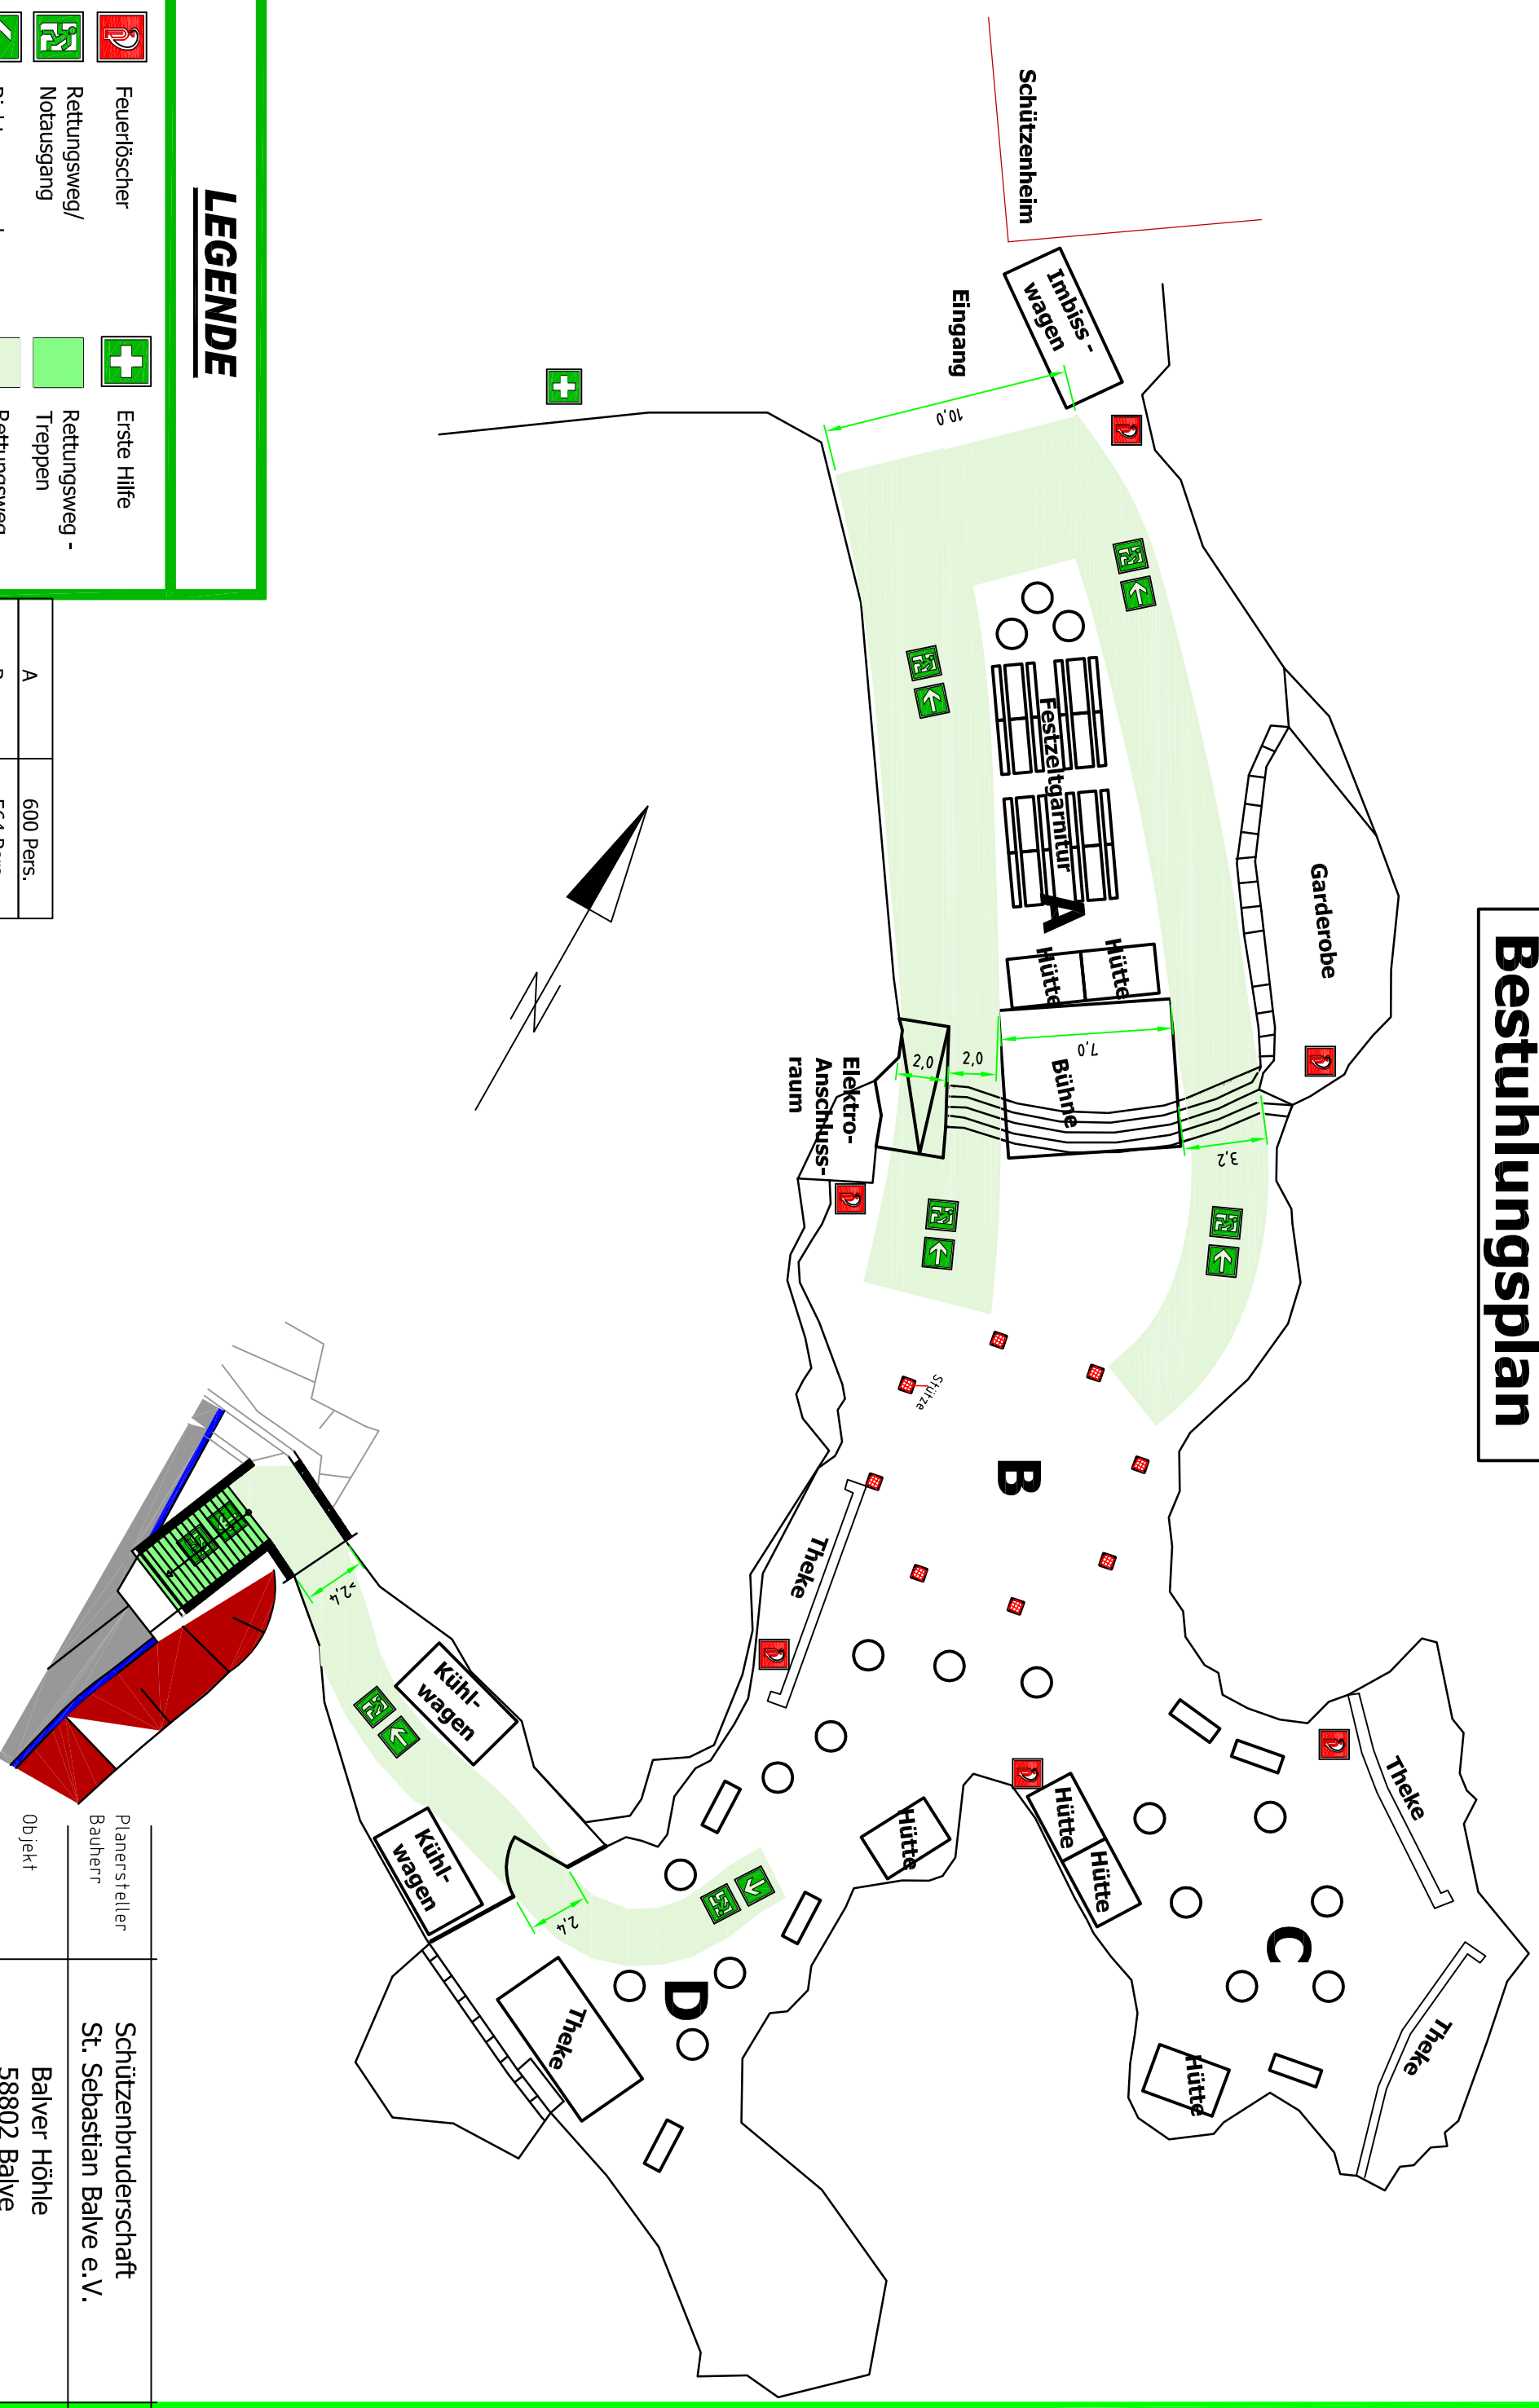 Bestuhlungsplan
Schützenheim
Imbiss -
wagen
Eingang
10,0
Festzeltgarnitur
A
Garderobe
Hütte
Hütte
7,0
Bühne
2,0
2,0
3,2
Elektro-
Anschluss-
raum
Stütze
B
Theke
Hütte
Hütte
Hütte
Theke
C
Theke
Hütte
>2,4
Kühl-
wagen
Kühl-
wagen
2,4
D
Theke
LEGENDE
Feuerlöscher
Erste Hilfe
Rettungsweg/
Notausgang
Rettungsweg -
Treppen
Rettungsweg
A 600 Pers.
Planersteller
Bauherr
Schützenbruderschaft
St. Sebastian Balve e.V.
Objekt
Balver Höhle
58802 Balve